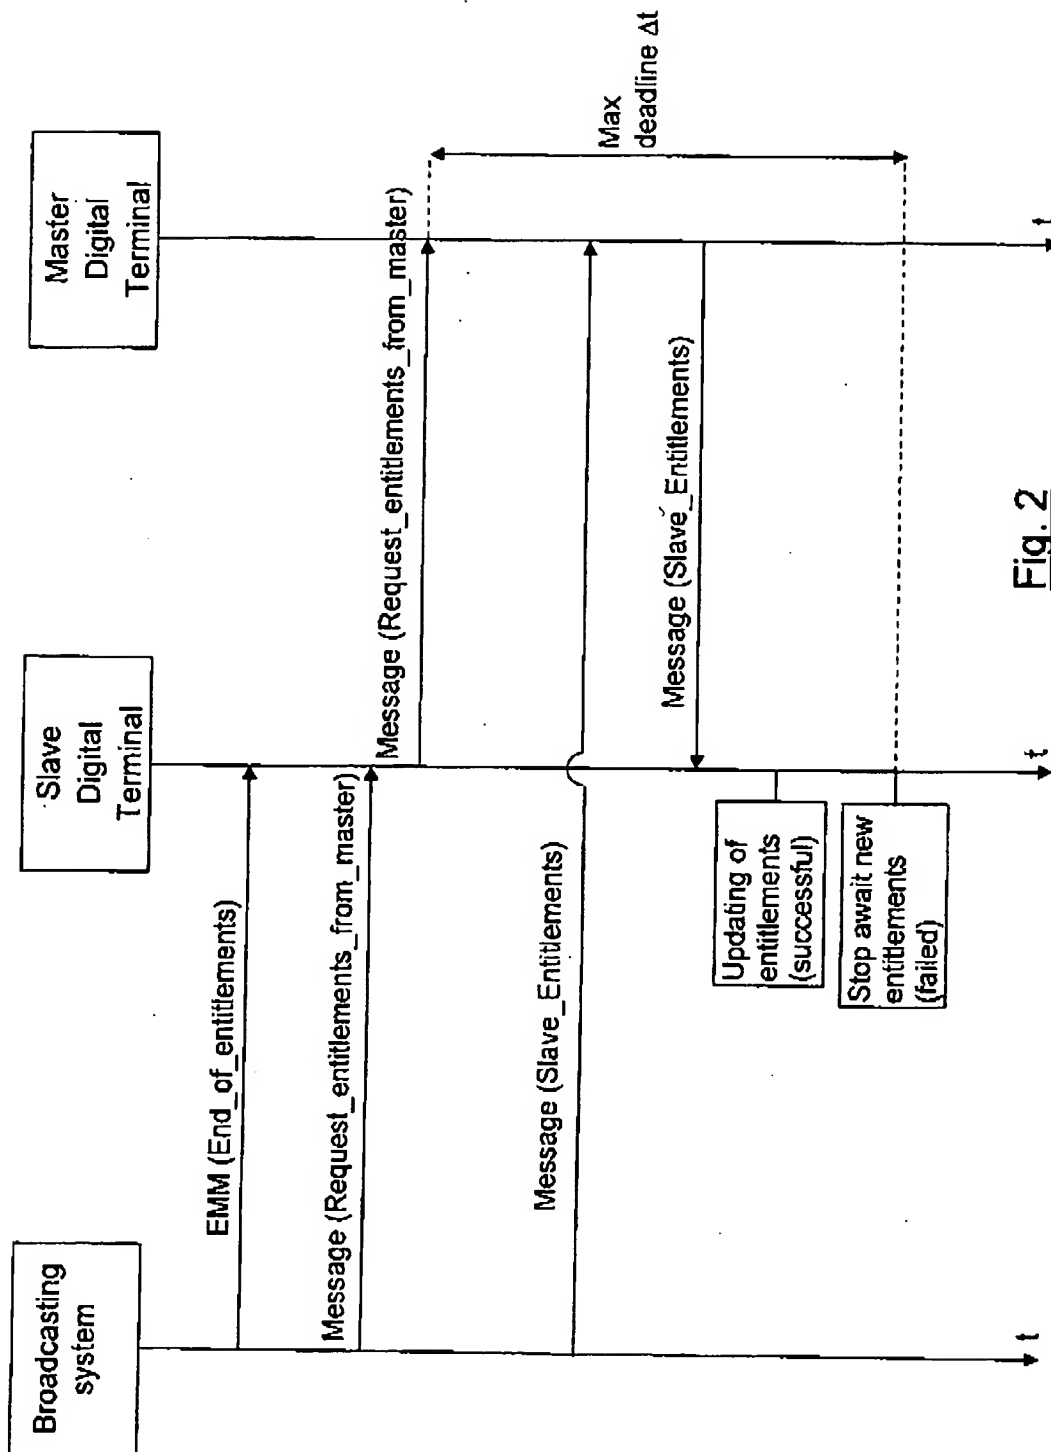 Broadcasting
system
Slave
Digital
Terminal
Master
Digital
Terminal
EMM (End_of_entitlements)
Message (Request_entitlements_from_master)
Message (Request_entitlements_from_master)
Message (Slave_Entitlements)
Message (Slave_Entitlements)
Max
deadline Δt
Updating of
entitlements
(successful)
Stop await new
entitlements
(failed)
t
t
t
Fig. 2